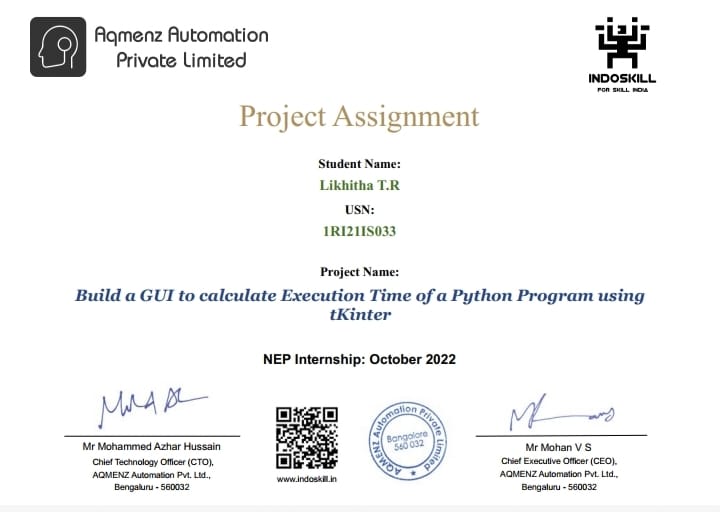 Aqmenz Automation
Private Limited
INDOSKILL
FOR SKILL INDIA
Project Assignment
Student Name:
Likhitha T.R
USN:
1RI21IS033
Project Name:
Build a GUI to calculate Execution Time of a Python Program using
tKinter
NEP Internship: October 2022
Mr Mohammed Azhar Hussain
Chief Technology Officer (CTO),
AQMENZ Automation Pvt. Ltd.,
Bengaluru - 560032
www.indoskill.in
AQMENZ Automation Private Limited
Bangalore
560 032
Mr Mohan V S
Chief Executive Officer (CEO),
AQMENZ Automation Pvt. Ltd.,
Bengaluru - 560032